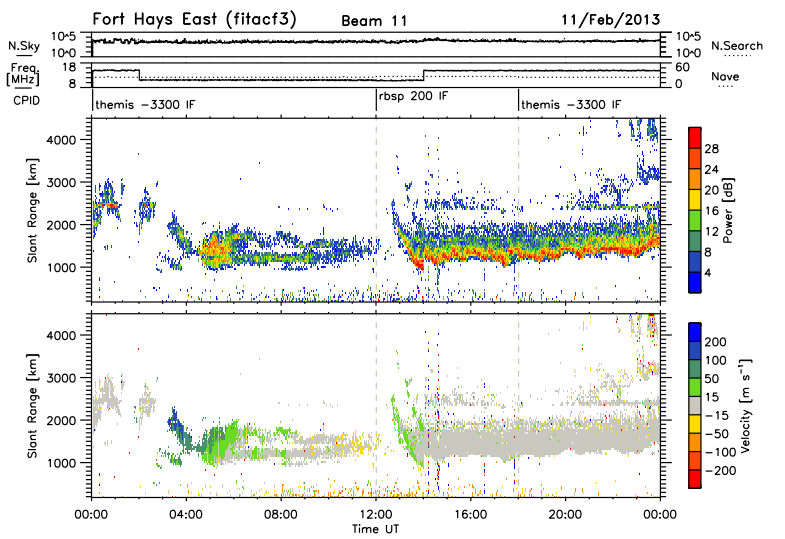 Fort Hays East (fitacf3) Beam 11 11/Feb/2013
N.Sky 10^5 10^0 10^5 10^0 N.Search
Freq. [MHz] 18 8 60 0 Nave
CPID themis -3300 IF rbsp 200 IF themis -3300 IF
Slant Range [km]
4000
3000
2000
1000
28
24
20
16
12
8
4
Power [dB]
Slant Range [km]
4000
3000
2000
1000
200
100
50
15
-15
-50
-100
-200
Velocity [m s⁻¹]
00:00 04:00 08:00 12:00 16:00 20:00 00:00
Time UT